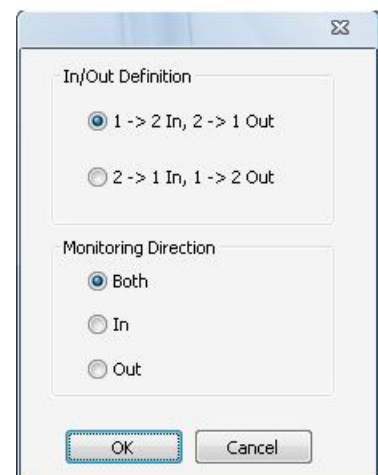 In/Out Definition
1 -> 2 In, 2 -> 1 Out
2 -> 1 In, 1 -> 2 Out
Monitoring Direction
Both
In
Out
OK Cancel